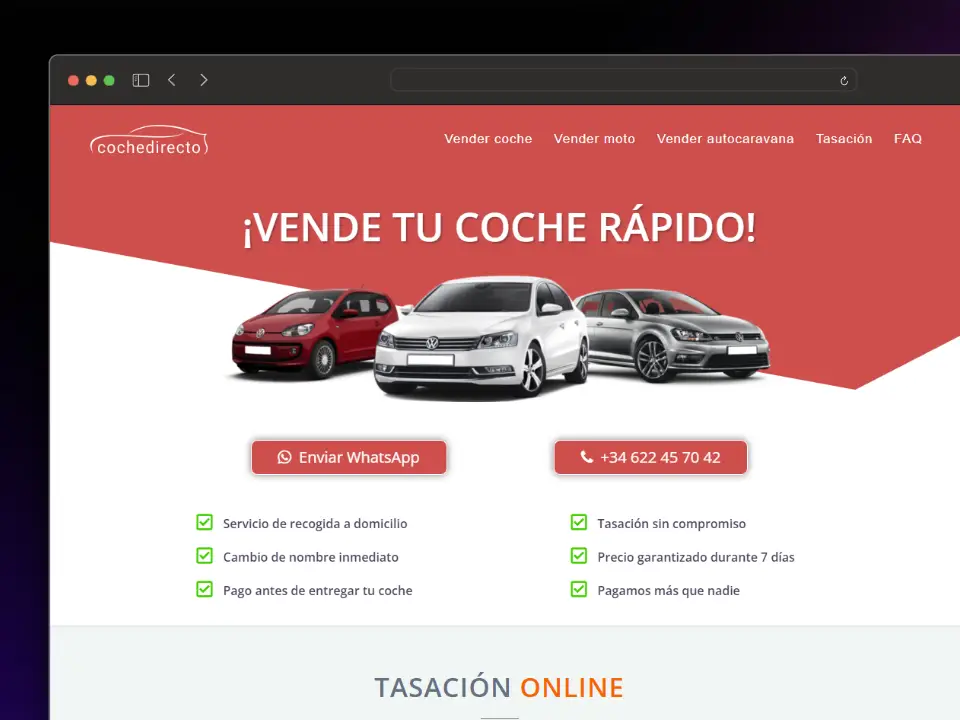 cochedirecto
Vender coche Vender moto Vender autocaravana Tasación FAQ
¡VENDE TU COCHE RÁPIDO!
Enviar WhatsApp
+34 622 45 70 42
Servicio de recogida a domicilio
Cambio de nombre inmediato
Pago antes de entregar tu coche
Tasación sin compromiso
Precio garantizado durante 7 días
Pagamos más que nadie
TASACIÓN ONLINE